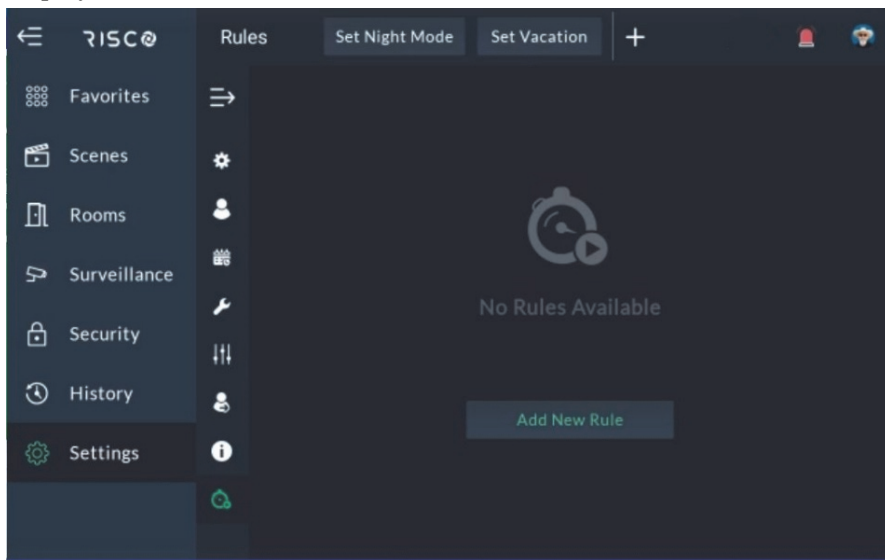 RISCO
Rules
Set Night Mode
Set Vacation
Favorites
Scenes
Rooms
Surveillance
Security
History
Settings
No Rules Available
Add New Rule